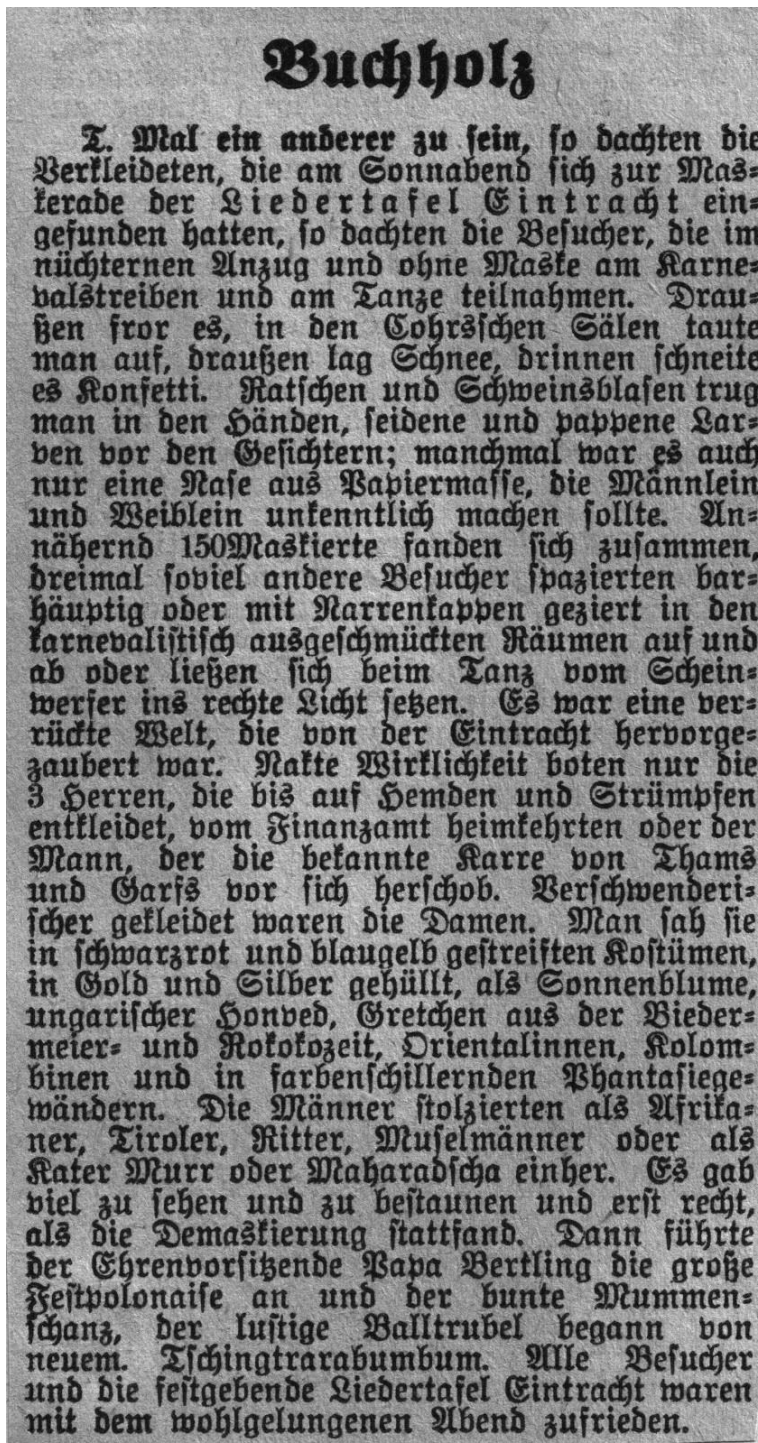 Buchholz
T. Mal ein anderer zu sein, so dachten die
Verkleideten, die am Sonnabend sich zur Mas-
kerade der Liedertafel Eintracht ein-
gefunden hatten, so dachten die Besucher, die im
nüchternen Anzug und ohne Maske am Karne-
valstreiben und am Tanze teilnahmen. Drau-
ßen fror es, in den Cohrsschen Sälen taute
man auf, draußen lag Schnee, drinnen schneite
es Konfetti. Ratschen und Schweinsblasen trug
man in den Händen, seidene und pappene Lar-
ven vor den Gesichtern; manchmal war es auch
nur eine Nase aus Papiermasse, die Männlein
und Weiblein unkenntlich machen sollte. An-
nähernd 150Maskierte fanden sich zusammen,
dreimal soviel andere Besucher spazierten bar-
häuptig oder mit Narrenkappen geziert in den
karnevalistisch ausgeschmückten Räumen auf und
ab oder ließen sich beim Tanz vom Schein-
werfer ins rechte Licht setzen. Es war eine ver-
rückte Welt, die von der Eintracht hervorge-
zaubert war. Nakte Wirklichkeit boten nur die
3 Herren, die bis auf Hemden und Strümpfen
entkleidet, vom Finanzamt heimkehrten oder der
Mann, der die bekannte Karre von Thams
und Garfs vor sich herschob. Verschwenderi-
scher gekleidet waren die Damen. Man sah sie
in schwarzrot und blaugelb gestreiften Kostümen,
in Gold und Silber gehüllt, als Sonnenblume,
ungarischer Honved, Gretchen aus der Bieder-
meier- und Rokokozeit, Orientalinnen, Kolom-
binen und in farbenschillernden Phantasiege-
wändern. Die Männer stolzierten als Afrika-
ner, Tiroler, Ritter, Muselmänner oder als
Kater Murr oder Maharadscha einher. Es gab
viel zu sehen und zu bestaunen und erst recht,
als die Demaskierung stattfand. Dann führte
der Ehrenvorsitzende Papa Bertling die große
Festpolonaise an und der bunte Mummen-
schanz, der lustige Balltrubel begann von
neuem. Tschingtrarabumbum. Alle Besucher
und die festgebende Liedertafel Eintracht waren
mit dem wohlgelungenen Abend zufrieden.